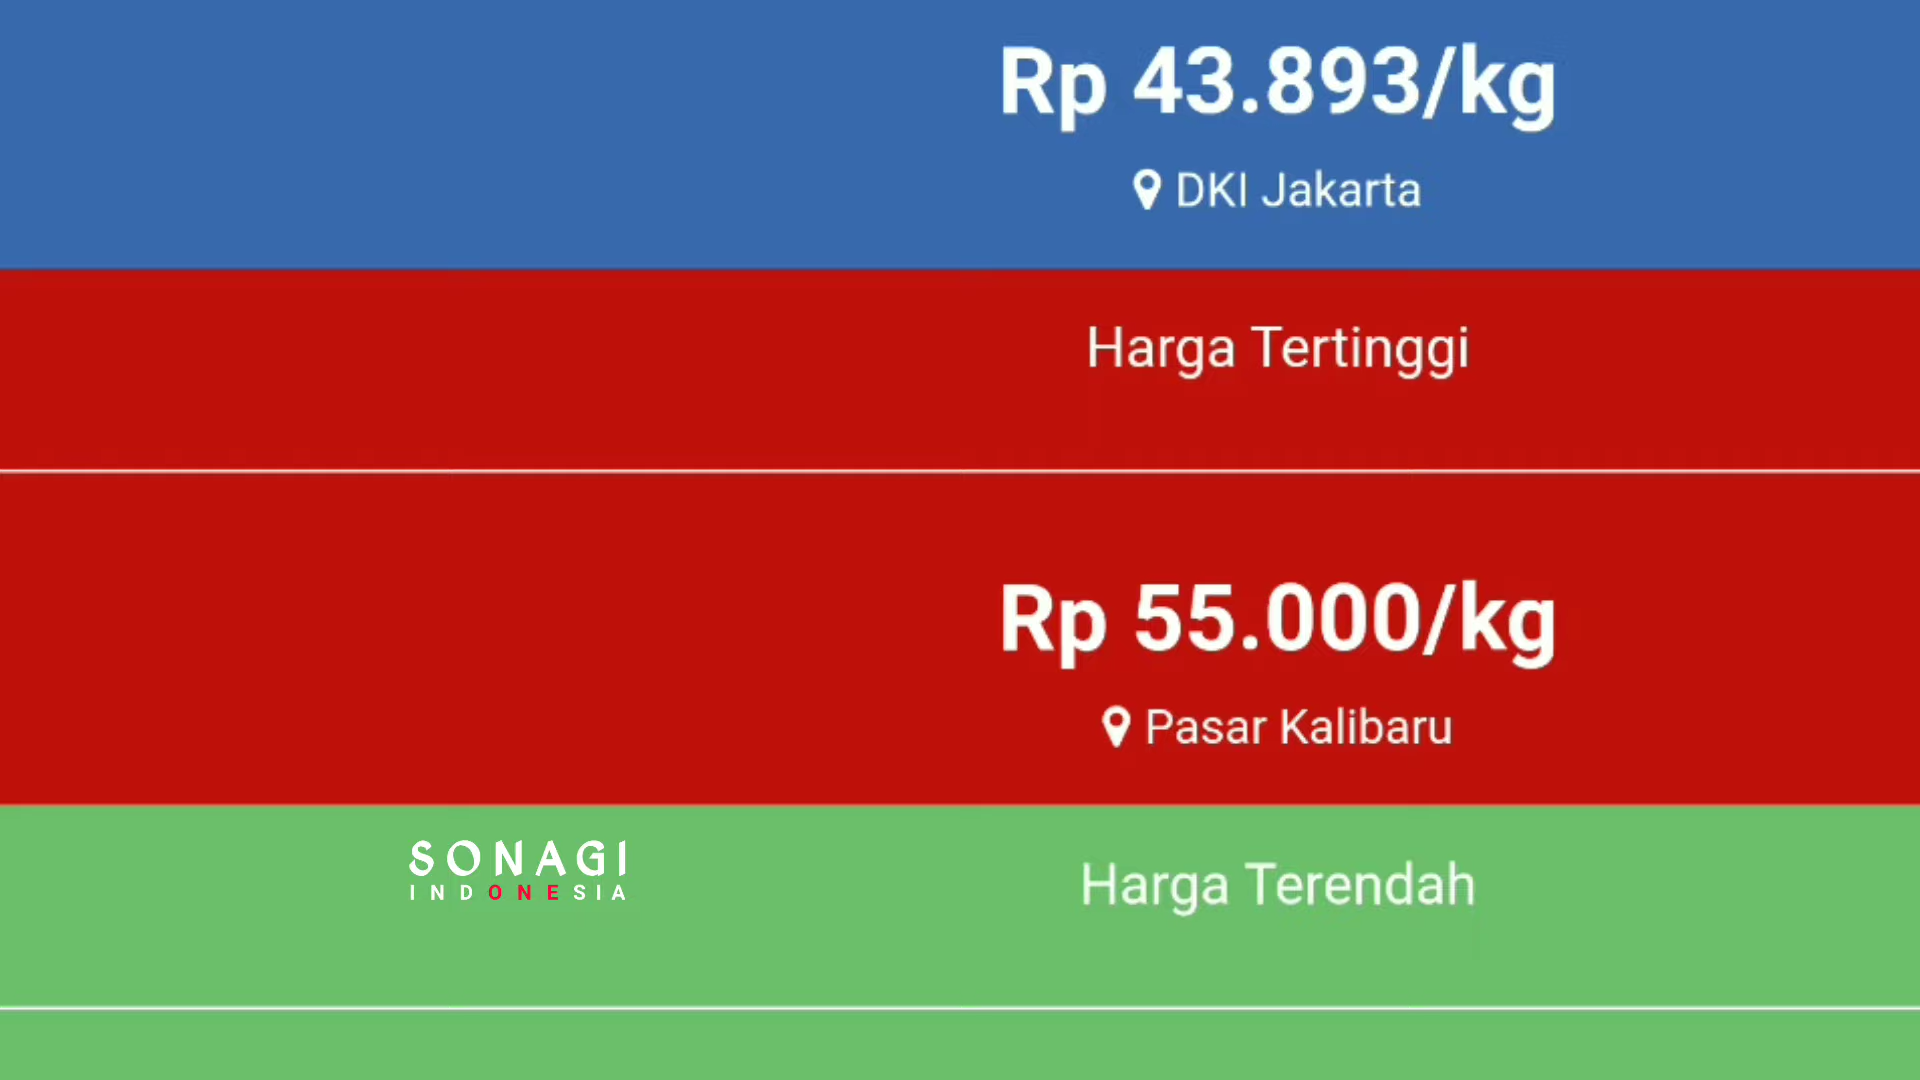 Rp 43.893/kg
DKI Jakarta
Harga Tertinggi
Rp 55.000/kg
Pasar Kalibaru
SONAGI
INDONESIA
Harga Terendah